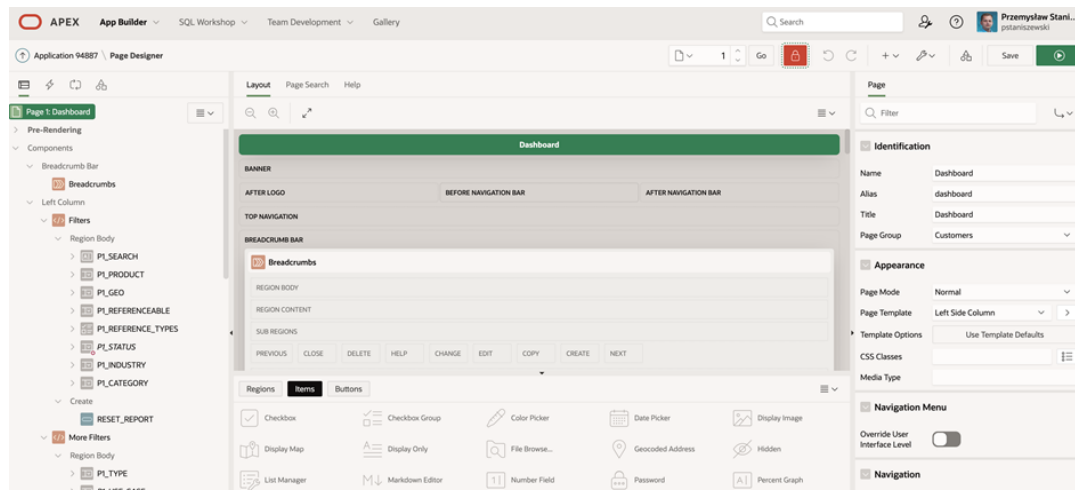 APEX App Builder SQL Workshop Team Development Gallery Search Przemysław Stani...
pstaniszewski
Application 94887 \ Page Designer 1 Go Save
Layout Page Search Help Page
Page 1: Dashboard Filter
Pre-Rendering
Components
Breadcrumb Bar
Breadcrumbs
Left Column
Filters
Region Body
P1_SEARCH
P1_PRODUCT
P1_GEO
P1_REFERENCEABLE
P1_REFERENCE_TYPES
P1_STATUS
P1_INDUSTRY
P1_CATEGORY
Create
RESET_REPORT
More Filters
Region Body
P1_TYPE
Dashboard
BANNER
AFTER LOGO BEFORE NAVIGATION BAR AFTER NAVIGATION BAR
TOP NAVIGATION
BREADCRUMB BAR
Breadcrumbs
REGION BODY
REGION CONTENT
SUB REGIONS
PREVIOUS CLOSE DELETE HELP CHANGE EDIT COPY CREATE NEXT
Regions Items Buttons
Checkbox Checkbox Group Color Picker Date Picker Display Image
Display Map Display Only File Browse... Geocoded Address Hidden
List Manager Markdown Editor Number Field Password Percent Graph
Identification
Name Dashboard
Alias dashboard
Title Dashboard
Page Group Customers
Appearance
Page Mode Normal
Page Template Left Side Column
Template Options Use Template Defaults
CSS Classes
Media Type
Navigation Menu
Override User
Interface Level
Navigation